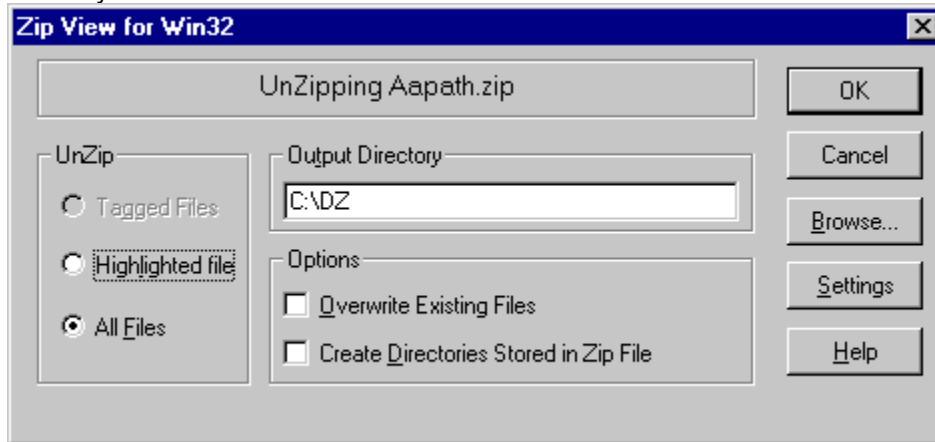 Zip View for Win32
UnZipping Aapath.zip
OK
UnZip
Output Directory
Cancel
Tagged Files
C:\DZ
Browse...
Highlighted file
Options
Overwrite Existing Files
Settings
All Files
Create Directories Stored in Zip File
Help